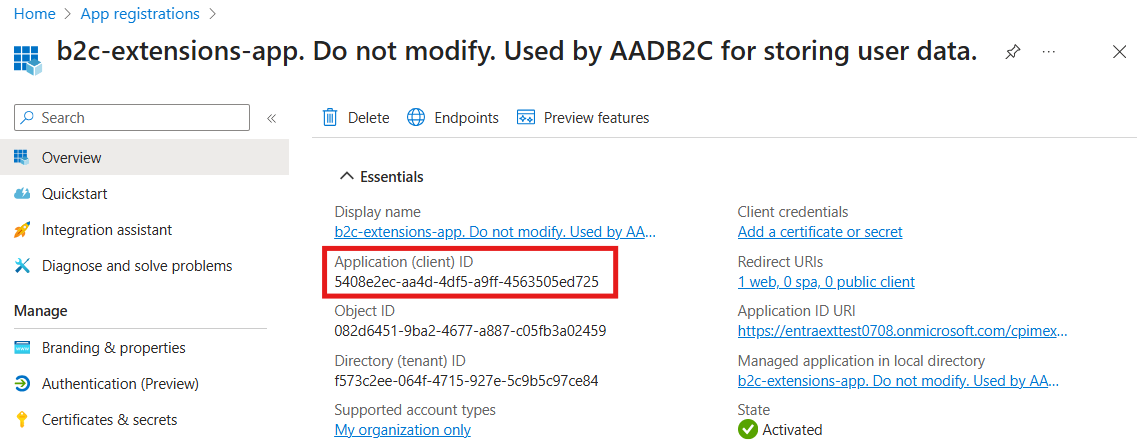 Home > App registrations >
b2c-extensions-app. Do not modify. Used by AADB2C for storing user data.
Search
Overview
Quickstart
Integration assistant
Diagnose and solve problems
Manage
Branding & properties
Authentication (Preview)
Certificates & secrets
Delete Endpoints Preview features
Essentials
Display name
b2c-extensions-app. Do not modify. Used by AA...
Application (client) ID
5408e2ec-aa4d-4df5-a9ff-4563505ed725
Object ID
082d6451-9ba2-4677-a887-c05fb3a02459
Directory (tenant) ID
f573c2ee-064f-4715-927e-5c9b5c97ce84
Supported account types
My organization only
Client credentials
Add a certificate or secret
Redirect URIs
1 web, 0 spa, 0 public client
Application ID URI
https://entraexttest0708.onmicrosoft.com/cpimex...
Managed application in local directory
b2c-extensions-app. Do not modify. Used by AA...
State
Activated